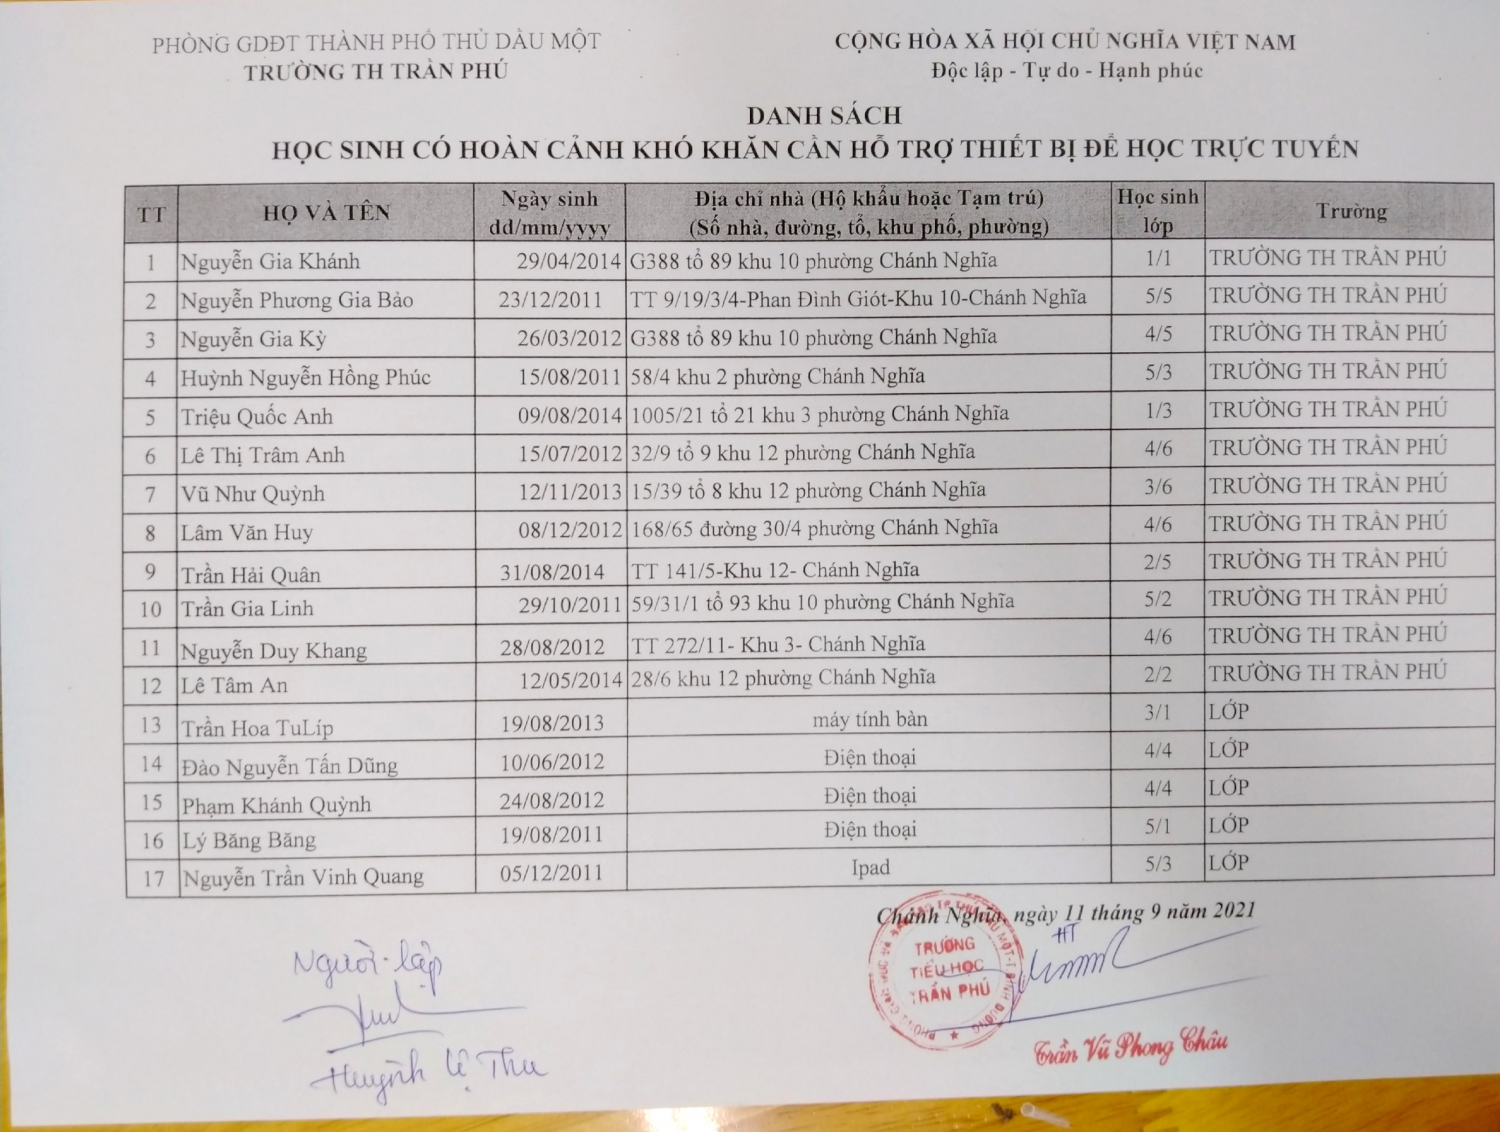 PHÒNG GDĐT THÀNH PHỐ THỦ DẦU MỘT
TRƯỜNG TH TRẦN PHÚ
CỘNG HÒA XÃ HỘI CHỦ NGHĨA VIỆT NAM
Độc lập - Tự do - Hạnh phúc
DANH SÁCH
HỌC SINH CÓ HOÀN CẢNH KHÓ KHĂN CẦN HỖ TRỢ THIẾT BỊ ĐỂ HỌC TRỰC TUYẾN
TT HỌ VÀ TÊN Ngày sinh dd/mm/yyyy Địa chỉ nhà (Hộ khẩu hoặc Tạm trú) (Số nhà, đường, tổ, khu phố, phường) Học sinh lớp Trường
1 Nguyễn Gia Khánh 29/04/2014 G388 tổ 89 khu 10 phường Chánh Nghĩa 1/1 TRƯỜNG TH TRẦN PHÚ
2 Nguyễn Phương Gia Bảo 23/12/2011 TT 9/19/3/4-Phan Đình Giót-Khu 10-Chánh Nghĩa 5/5 TRƯỜNG TH TRẦN PHÚ
3 Nguyễn Gia Kỳ 26/03/2012 G388 tổ 89 khu 10 phường Chánh Nghĩa 4/5 TRƯỜNG TH TRẦN PHÚ
4 Huỳnh Nguyễn Hồng Phúc 15/08/2011 58/4 khu 2 phường Chánh Nghĩa 5/3 TRƯỜNG TH TRẦN PHÚ
5 Triệu Quốc Anh 09/08/2014 1005/21 tổ 21 khu 3 phường Chánh Nghĩa 1/3 TRƯỜNG TH TRẦN PHÚ
6 Lê Thị Trâm Anh 15/07/2012 32/9 tổ 9 khu 12 phường Chánh Nghĩa 4/6 TRƯỜNG TH TRẦN PHÚ
7 Vũ Như Quỳnh 12/11/2013 15/39 tổ 8 khu 12 phường Chánh Nghĩa 3/6 TRƯỜNG TH TRẦN PHÚ
8 Lâm Văn Huy 08/12/2012 168/65 đường 30/4 phường Chánh Nghĩa 4/6 TRƯỜNG TH TRẦN PHÚ
9 Trần Hải Quân 31/08/2014 TT 141/5-Khu 12- Chánh Nghĩa 2/5 TRƯỜNG TH TRẦN PHÚ
10 Trần Gia Linh 29/10/2011 59/31/1 tổ 93 khu 10 phường Chánh Nghĩa 5/2 TRƯỜNG TH TRẦN PHÚ
11 Nguyễn Duy Khang 28/08/2012 TT 272/11- Khu 3- Chánh Nghĩa 4/6 TRƯỜNG TH TRẦN PHÚ
12 Lê Tâm An 12/05/2014 28/6 khu 12 phường Chánh Nghĩa 2/2 TRƯỜNG TH TRẦN PHÚ
13 Trần Hoa TuLíp 19/08/2013 máy tính bàn 3/1 LỚP
14 Đào Nguyễn Tấn Dũng 10/06/2012 Điện thoại 4/4 LỚP
15 Phạm Khánh Quỳnh 24/08/2012 Điện thoại 4/4 LỚP
16 Lý Băng Băng 19/08/2011 Điện thoại 5/1 LỚP
17 Nguyễn Trần Vinh Quang 05/12/2011 Ipad 5/3 LỚP
Chánh Nghĩa, ngày 11 tháng 9 năm 2021
HT
TRƯỜNG
TIỂU HỌC
TRẦN PHÚ
Người lập
Huỳnh Lệ Thu
Trần Vũ Phong Châu